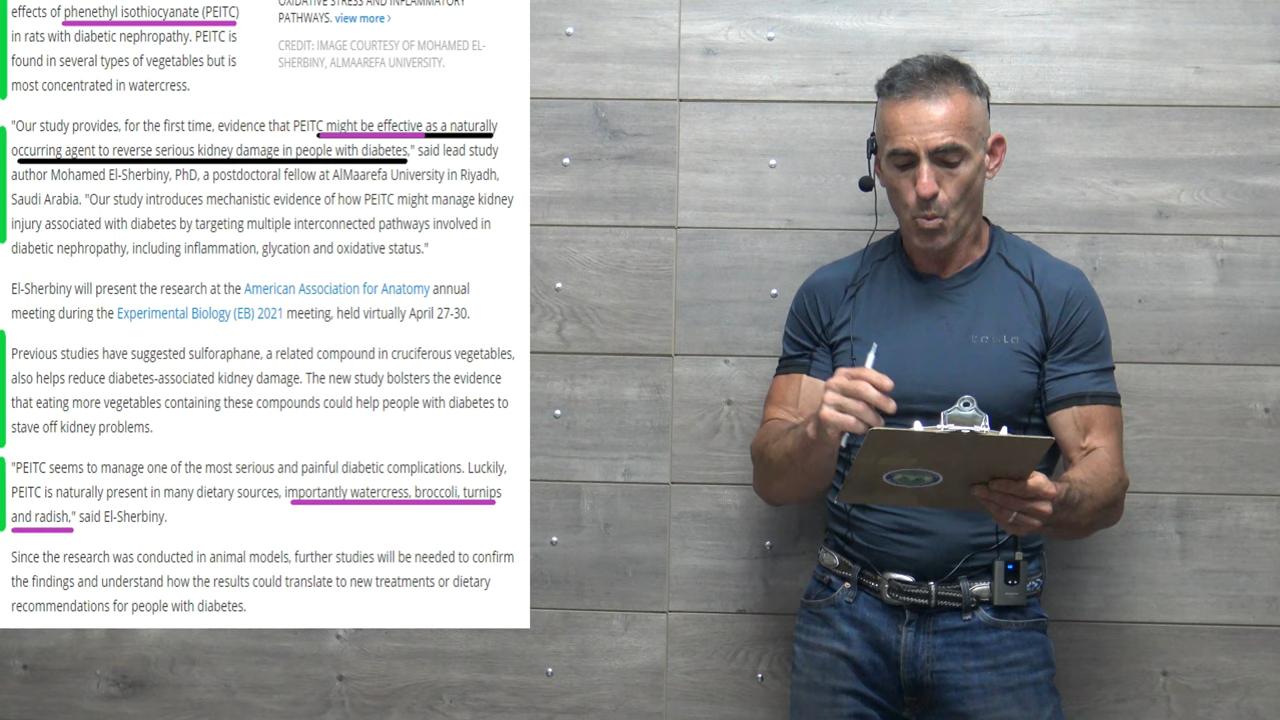 effects of phenethyl isothiocyanate (PEITC)
in rats with diabetic nephropathy. PEITC is
found in several types of vegetables but is
most concentrated in watercress.
OXIDATIVE STRESS AND INFLAMMATORY
PATHWAYS. view more ›
CREDIT: IMAGE COURTESY OF MOHAMED EL-
SHERBINY, ALMAAREFA UNIVERSITY.
"Our study provides, for the first time, evidence that PEITC might be effective as a naturally
occurring agent to reverse serious kidney damage in people with diabetes," said lead study
author Mohamed El-Sherbiny, PhD, a postdoctoral fellow at AlMaarefa University in Riyadh,
Saudi Arabia. "Our study introduces mechanistic evidence of how PEITC might manage kidney
injury associated with diabetes by targeting multiple interconnected pathways involved in
diabetic nephropathy, including inflammation, glycation and oxidative status."
El-Sherbiny will present the research at the American Association for Anatomy annual
meeting during the Experimental Biology (EB) 2021 meeting, held virtually April 27-30.
Previous studies have suggested sulforaphane, a related compound in cruciferous vegetables,
also helps reduce diabetes-associated kidney damage. The new study bolsters the evidence
that eating more vegetables containing these compounds could help people with diabetes to
stave off kidney problems.
"PEITC seems to manage one of the most serious and painful diabetic complications. Luckily,
PEITC is naturally present in many dietary sources, importantly watercress, broccoli, turnips
and radish," said El-Sherbiny.
Since the research was conducted in animal models, further studies will be needed to confirm
the findings and understand how the results could translate to new treatments or dietary
recommendations for people with diabetes.